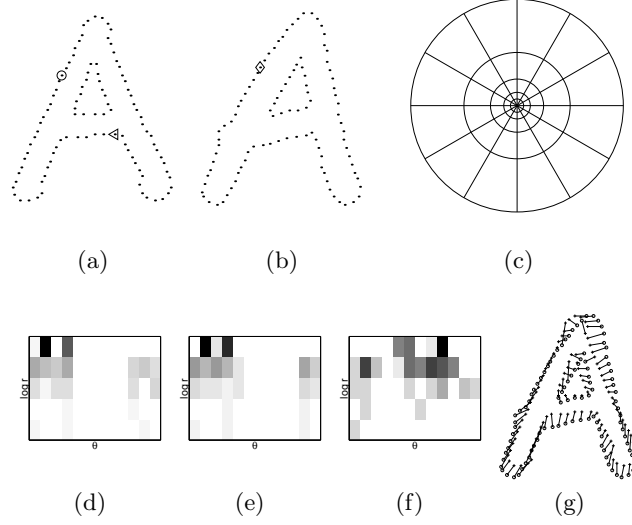 (a) (b) (c)
log r θ log r θ log r θ
(d) (e) (f) (g)